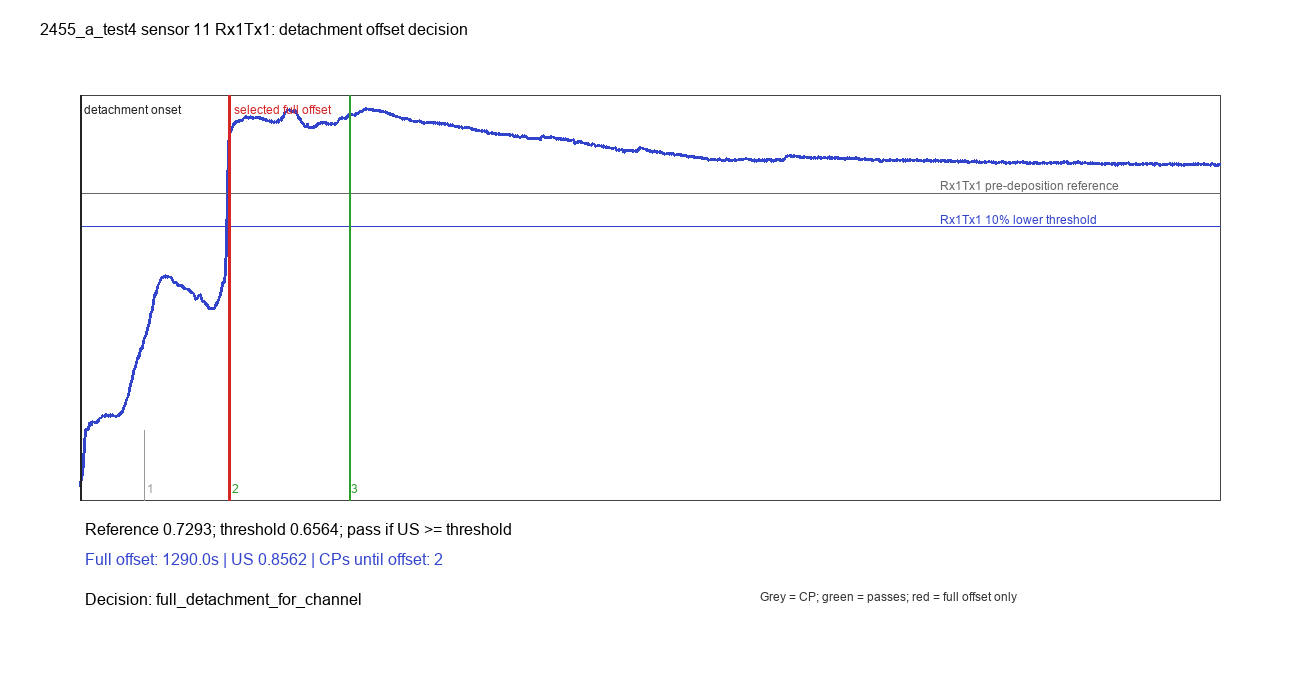 2455_a_test4 sensor 11 Rx1Tx1: detachment offset decision
detachment onset
selected full offset
Rx1Tx1 pre-deposition reference
Rx1Tx1 10% lower threshold
1
2
3
Reference 0.7293; threshold 0.6564; pass if US >= threshold
Full offset: 1290.0s | US 0.8562 | CPs until offset: 2
Decision: full_detachment_for_channel
Grey = CP; green = passes; red = full offset only